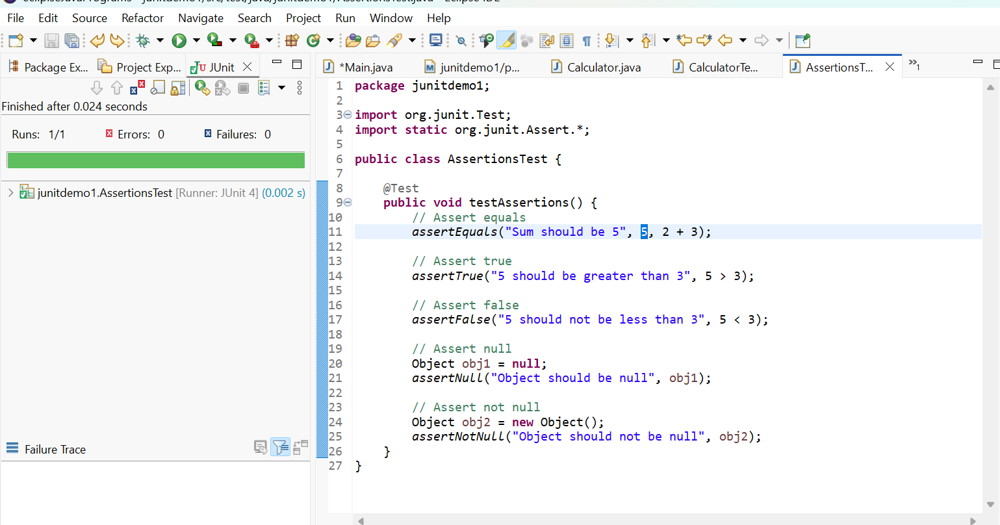 File Edit Source Refactor Navigate Search Project Run Window Help
Package Ex... Project Exp... JUnit
Finished after 0.024 seconds
Runs: 1/1 Errors: 0 Failures: 0
junitdemo1.AssertionsTest [Runner: JUnit 4] (0.002 s)
Failure Trace
*Main.java junitdemo1/p... Calculator.java CalculatorTe... AssertionsT... »1
1 package junitdemo1;
2
3 import org.junit.Test;
4 import static org.junit.Assert.*;
5
6 public class AssertionsTest {
7
8 @Test
9 public void testAssertions() {
10 // Assert equals
11 assertEquals("Sum should be 5", 5, 2 + 3);
12
13 // Assert true
14 assertTrue("5 should be greater than 3", 5 > 3);
15
16 // Assert false
17 assertFalse("5 should not be less than 3", 5 < 3);
18
19 // Assert null
20 Object obj1 = null;
21 assertNull("Object should be null", obj1);
22
23 // Assert not null
24 Object obj2 = new Object();
25 assertNotNull("Object should not be null", obj2);
26 }
27 }